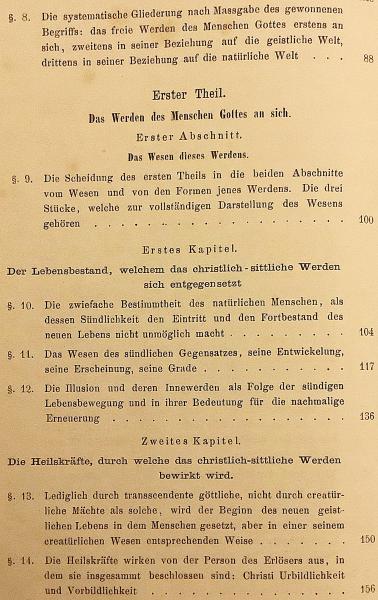 §. 8. Die systematische Gliederung nach Massgabe des gewonnenen
Begriffs: das freie Werden des Menschen Gottes erstens an
sich, zweitens in seiner Beziehung auf die geistliche Welt,
drittens in seiner Beziehung auf die natürliche Welt . . . 88
Erster Theil.
Das Werden des Menschen Gottes an sich.
Erster Abschnitt.
Das Wesen dieses Werdens.
§. 9. Die Scheidung des ersten Theils in die beiden Abschnitte
vom Wesen und von den Formen jenes Werdens. Die drei
Stücke, welche zur vollständigen Darstellung des Wesens
gehören . . . . . . . . . . . . . . . . 100
Erstes Kapitel.
Der Lebensbestand, welchem das christlich-sittliche Werden
sich entgegensetzt
§. 10. Die zwiefache Bestimmtheit des natürlichen Menschen, als
dessen Sündlichkeit den Eintritt und den Fortbestand des
neuen Lebens nicht unmöglich macht . . . . . . . . 104
§. 11. Das Wesen des sündlichen Gegensatzes, seine Entwickelung,
seine Erscheinung, seine Grade . . . . . . . . . . 117
§. 12. Die Illusion und deren Innewerden als Folge der sündigen
Lebensbewegung und in ihrer Bedeutung für die nachmalige
Erneuerung . . . . . . . . . . . . . . . 136
Zweites Kapitel.
Die Heilskräfte, durch welche das christlich-sittliche Werden
bewirkt wird.
§. 13. Lediglich durch transscendente göttliche, nicht durch creatür-
liche Mächte als solche, wird der Beginn des neuen geist-
lichen Lebens in dem Menschen gesetzt, aber in einer seinem
creatürlichen Wesen entsprechenden Weise . . . . . . 150
§. 14. Die Heilskräfte wirken von der Person des Erlösers aus, in
dem sie insgesammt beschlossen sind: Christi Urbildlichkeit
und Vorbildlichkeit . . . . . . . . . . . . . 156